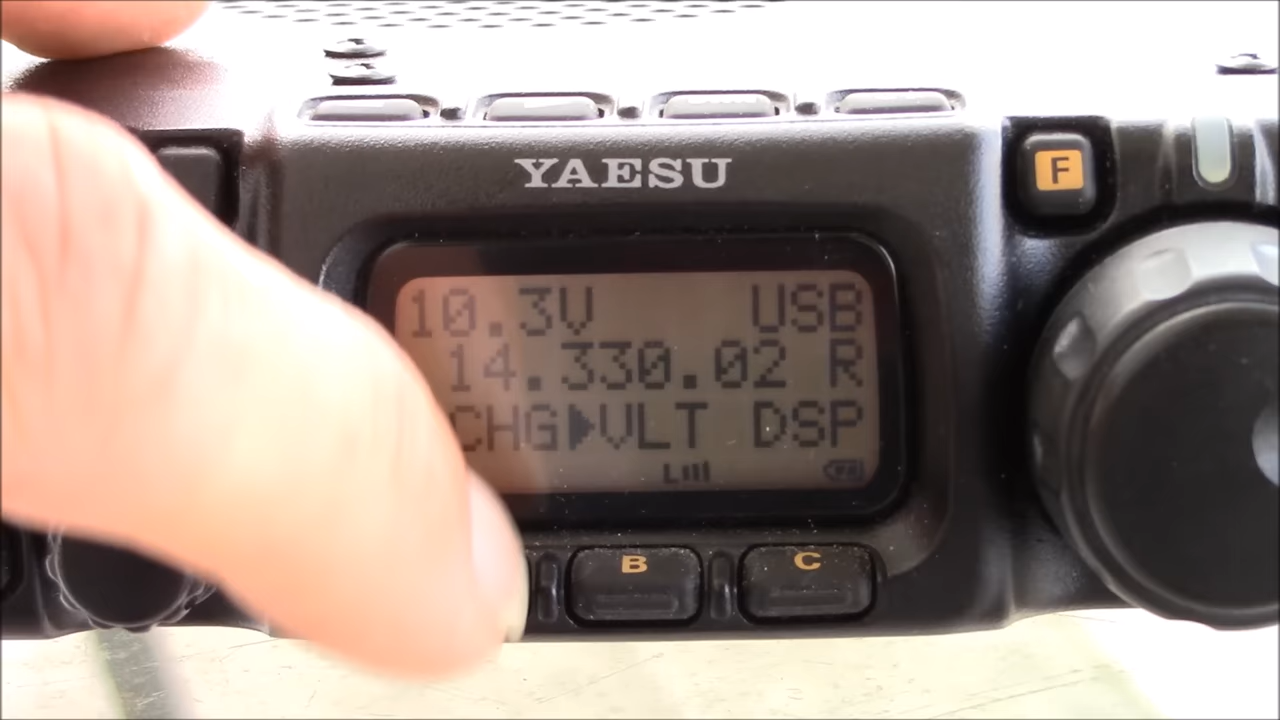 YAESU
F
10.3V USB
14.330.02 R
CHG▶VLT DSP
L
B C